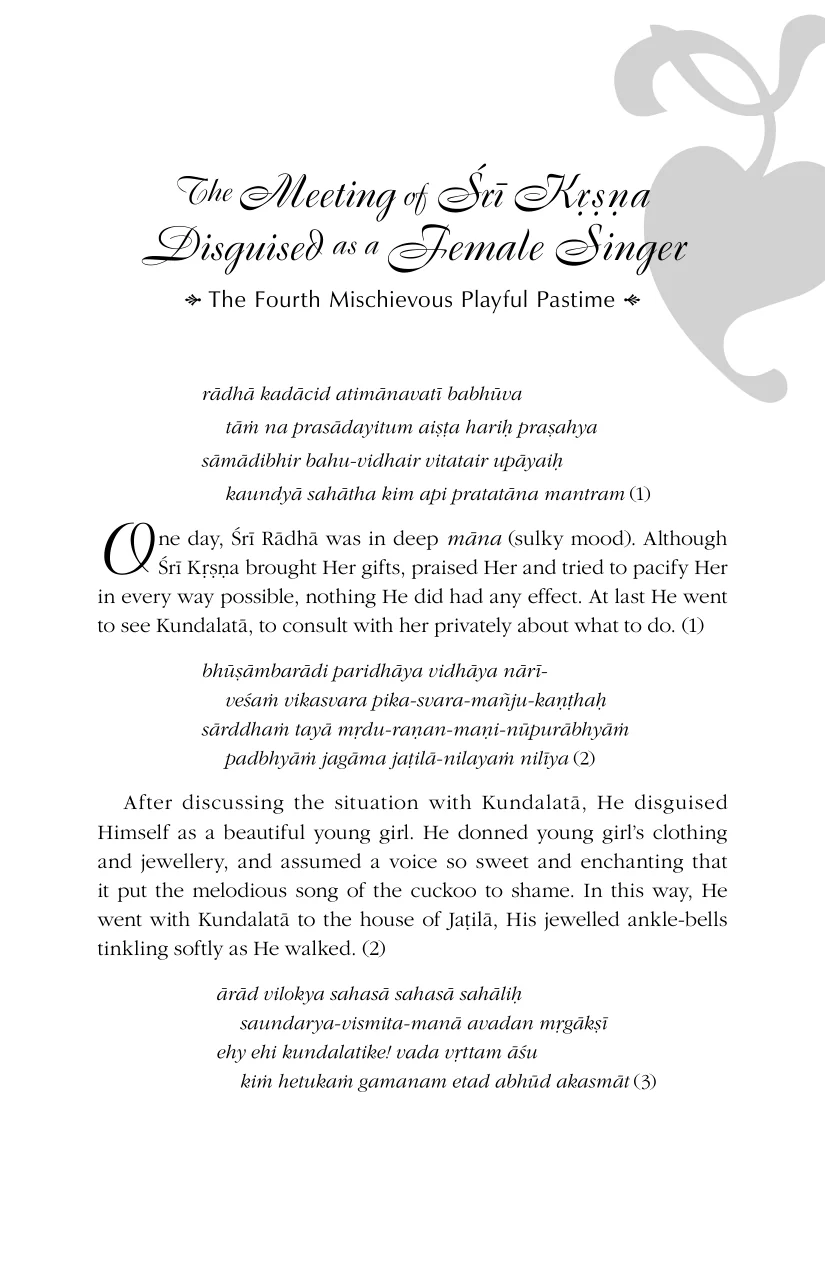 The Meeting of Śrī Kṛṣṇa
Disguised as a Female Singer
The Fourth Mischievous Playful Pastime
rādhā kadācid atimānavatī babhūva
tāṁ na prasādayitum aiṣṭa hariḥ praṣahya
sāmādibhir bahu-vidhair vitatair upāyaiḥ
kaundyā sahātha kim api pratatāna mantram (1)
One day, Śrī Rādhā was in deep māna (sulky mood). Although
Śrī Kṛṣṇa brought Her gifts, praised Her and tried to pacify Her
in every way possible, nothing He did had any effect. At last He went
to see Kundalatā, to consult with her privately about what to do. (1)
bhūṣāmbarādi paridhāya vidhāya nārī-
veśaṁ vikasvara pika-svara-mañju-kaṇṭhaḥ
sārddhaṁ tayā mṛdu-raṇan-maṇi-nūpurābhyāṁ
padbhyāṁ jagāma jaṭilā-nilayaṁ nilīya (2)
After discussing the situation with Kundalatā, He disguised
Himself as a beautiful young girl. He donned young girl’s clothing
and jewellery, and assumed a voice so sweet and enchanting that
it put the melodious song of the cuckoo to shame. In this way, He
went with Kundalatā to the house of Jaṭilā, His jewelled ankle-bells
tinkling softly as He walked. (2)
ārād vilokya sahasā sahasā sahāliḥ
saundarya-vismita-manā avadan mṛgākṣī
ehy ehi kundalatike! vada vṛttam āśu
kiṁ hetukaṁ gamanam etad abhūd akasmāt (3)